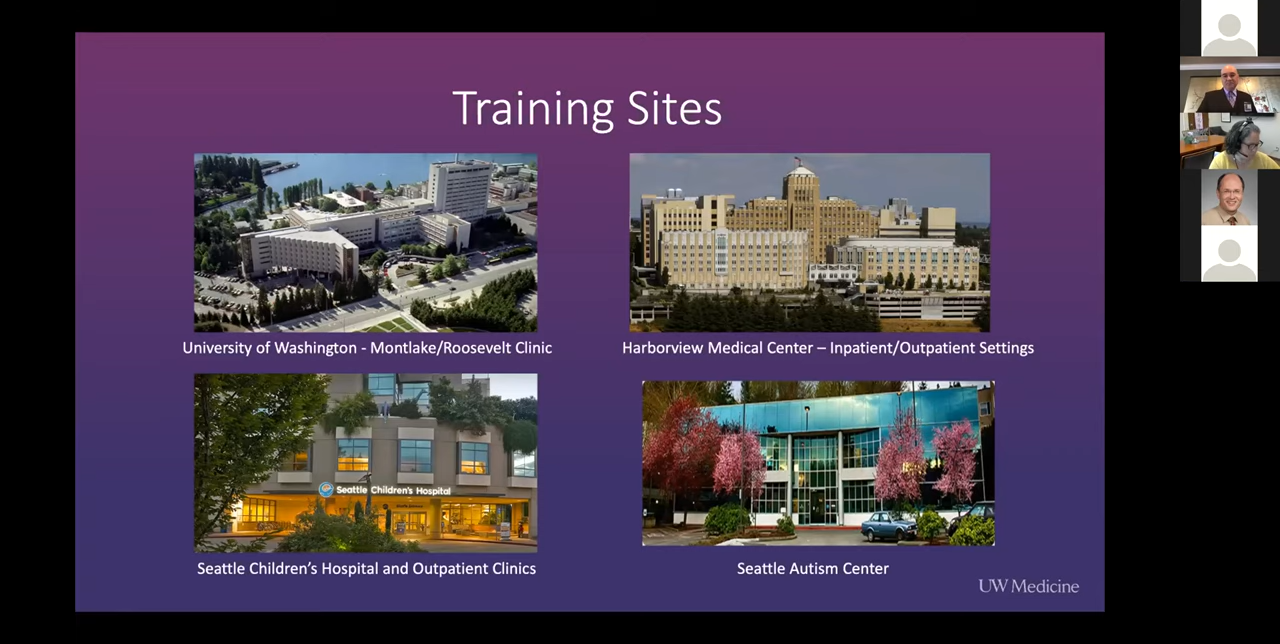 Training Sites
University of Washington - Montlake/Roosevelt Clinic
Harborview Medical Center – Inpatient/Outpatient Settings
Seattle Children's Hospital
Seattle Children’s Hospital and Outpatient Clinics
Seattle Autism Center
UW Medicine